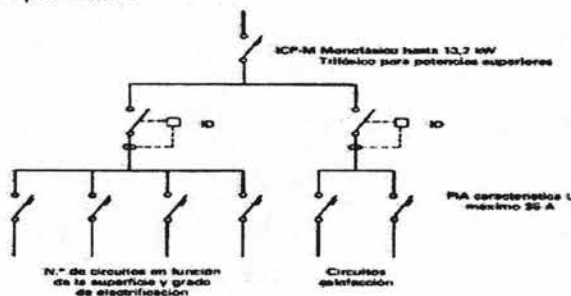 ICP-M Monofásico hasta 13,2 kW
Trifásico para potencias superiores
ID
ID
PIA característica
máximo 35 A
N.º de circuitos en función
de la superficie y grado
de electrificación
Circuitos
calefacción